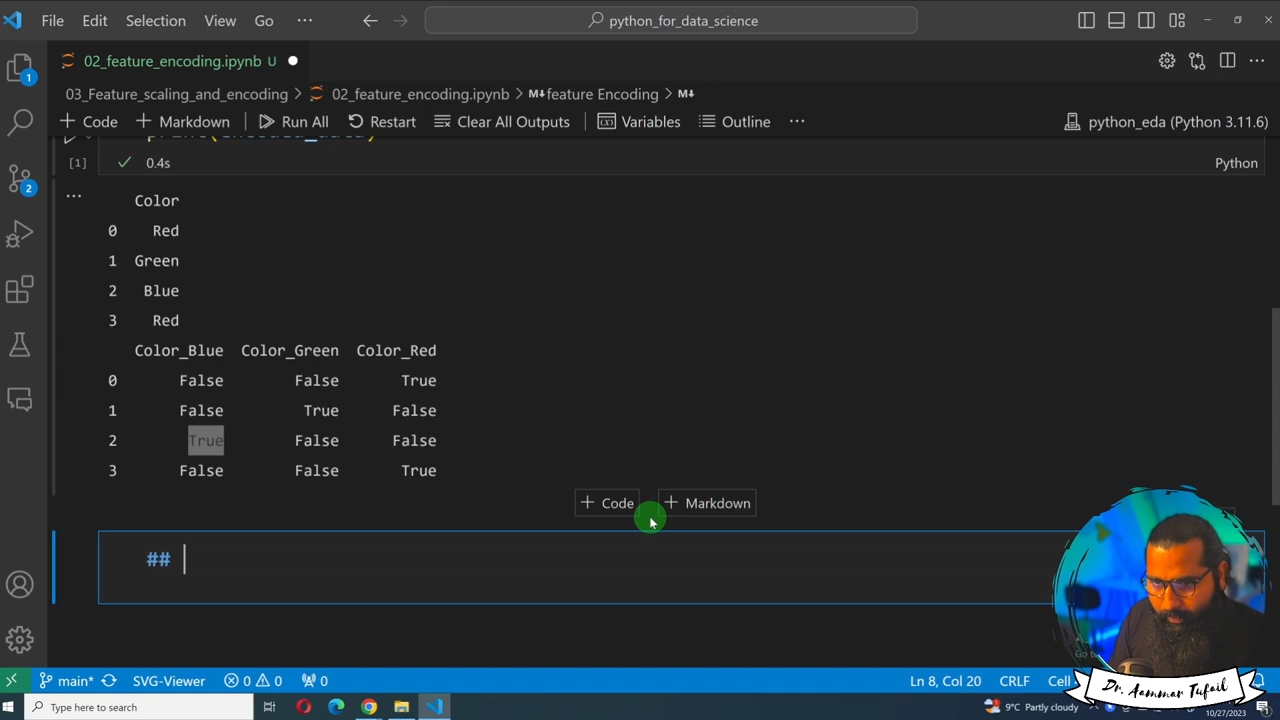 File Edit Selection View Go ··· python_for_data_science
02_feature_encoding.ipynb U
03_Feature_scaling_and_encoding > 02_feature_encoding.ipynb > M↓feature Encoding > M↓
+ Code + Markdown Run All Restart Clear All Outputs Variables Outline ··· python_eda (Python 3.11.6)
print(encoded_data)
[1] ✓ 0.4s Python
Color
0 Red
1 Green
2 Blue
3 Red
Color_Blue Color_Green Color_Red
0 False False True
1 False True False
2 True False False
3 False False True
+ Code + Markdown
##
main* 0 0 0 SVG-Viewer Ln 8, Col 20 CRLF Cell
Dr. Aammar Tufail
Type here to search 9°C Partly cloudy 10/27/2023
1
2